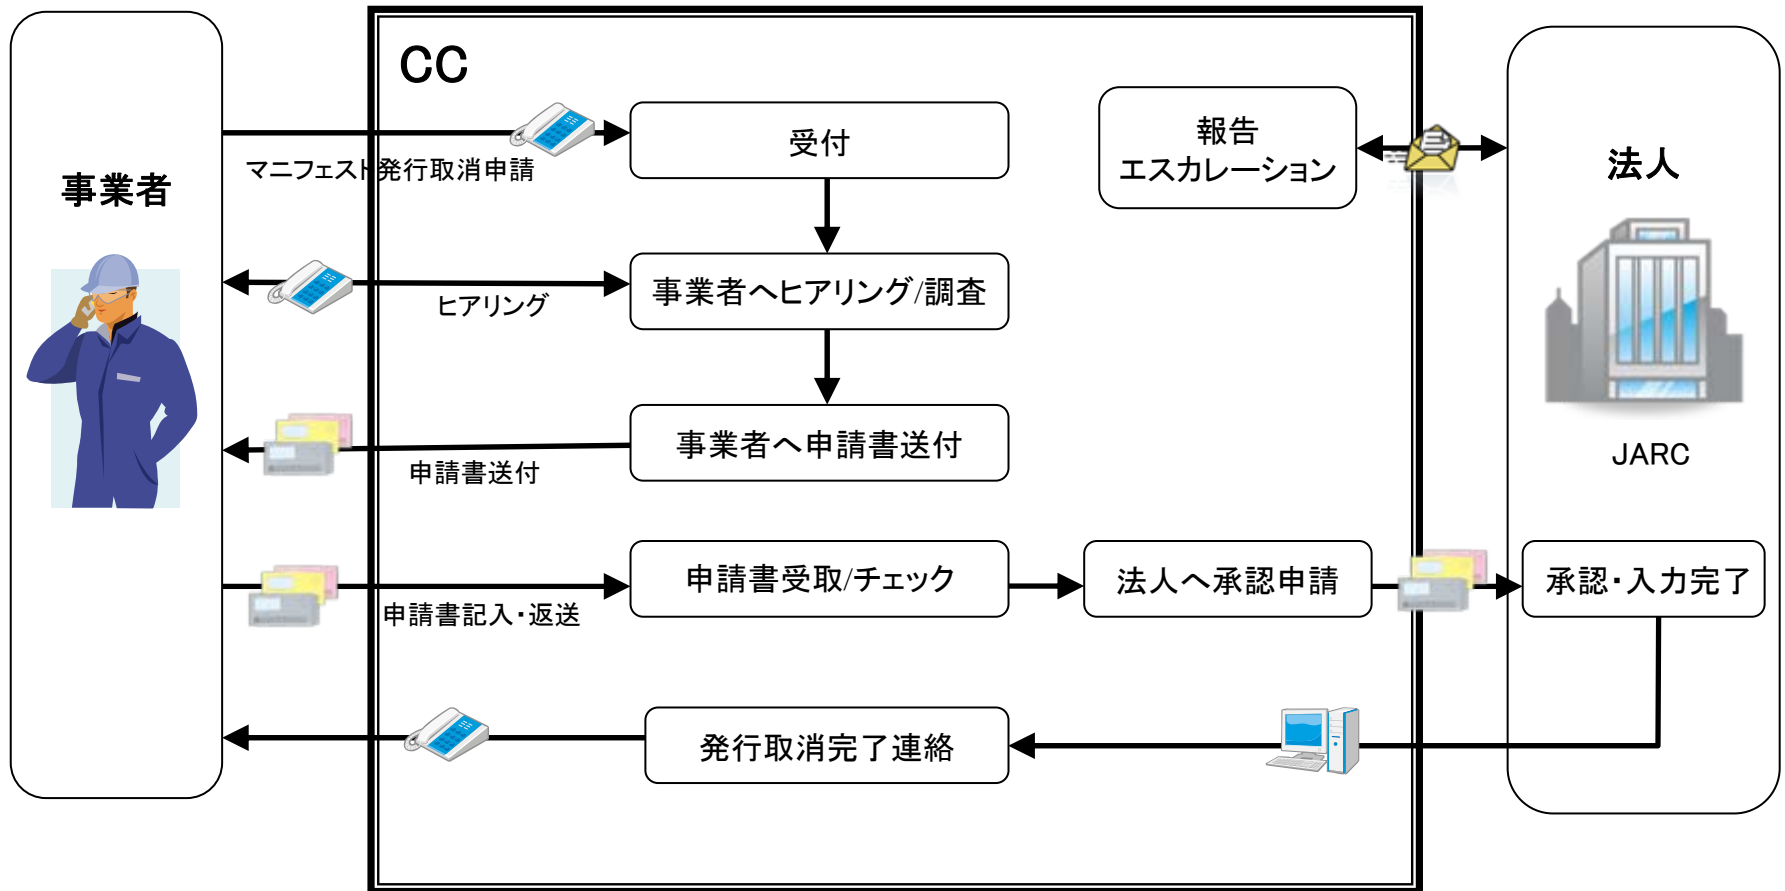 CC
事業者
マニフェスト発行取消申請
受付
報告
エスカレーション
法人
ヒアリング
事業者へヒアリング/調査
事業者へ申請書送付
申請書送付
JARC
申請書記入・返送
申請書受取/チェック
法人へ承認申請
承認・入力完了
発行取消完了連絡